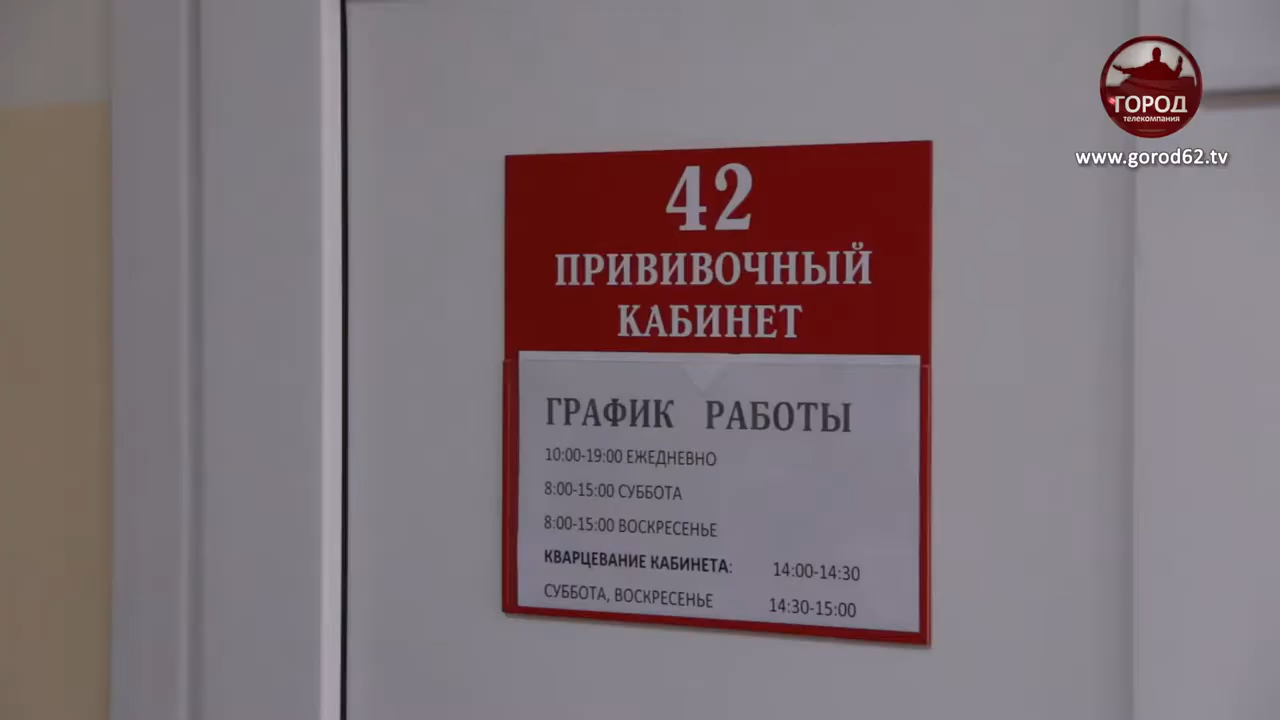 ГОРОД
телекомпания
www.gorod62.tv
42
ПРИВИВОЧНЫЙ
КАБИНЕТ
ГРАФИК РАБОТЫ
10:00-19:00 ЕЖЕДНЕВНО
8:00-15:00 СУББОТА
8:00-15:00 ВОСКРЕСЕНЬЕ
КВАРЦЕВАНИЕ КАБИНЕТА: 14:00-14:30
СУББОТА, ВОСКРЕСЕНЬЕ 14:30-15:00